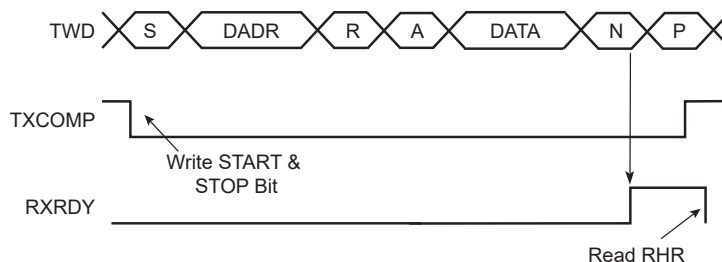 TWD S DADR R A DATA N P
TXCOMP
Write START &
STOP Bit
RXRDY
Read RHR